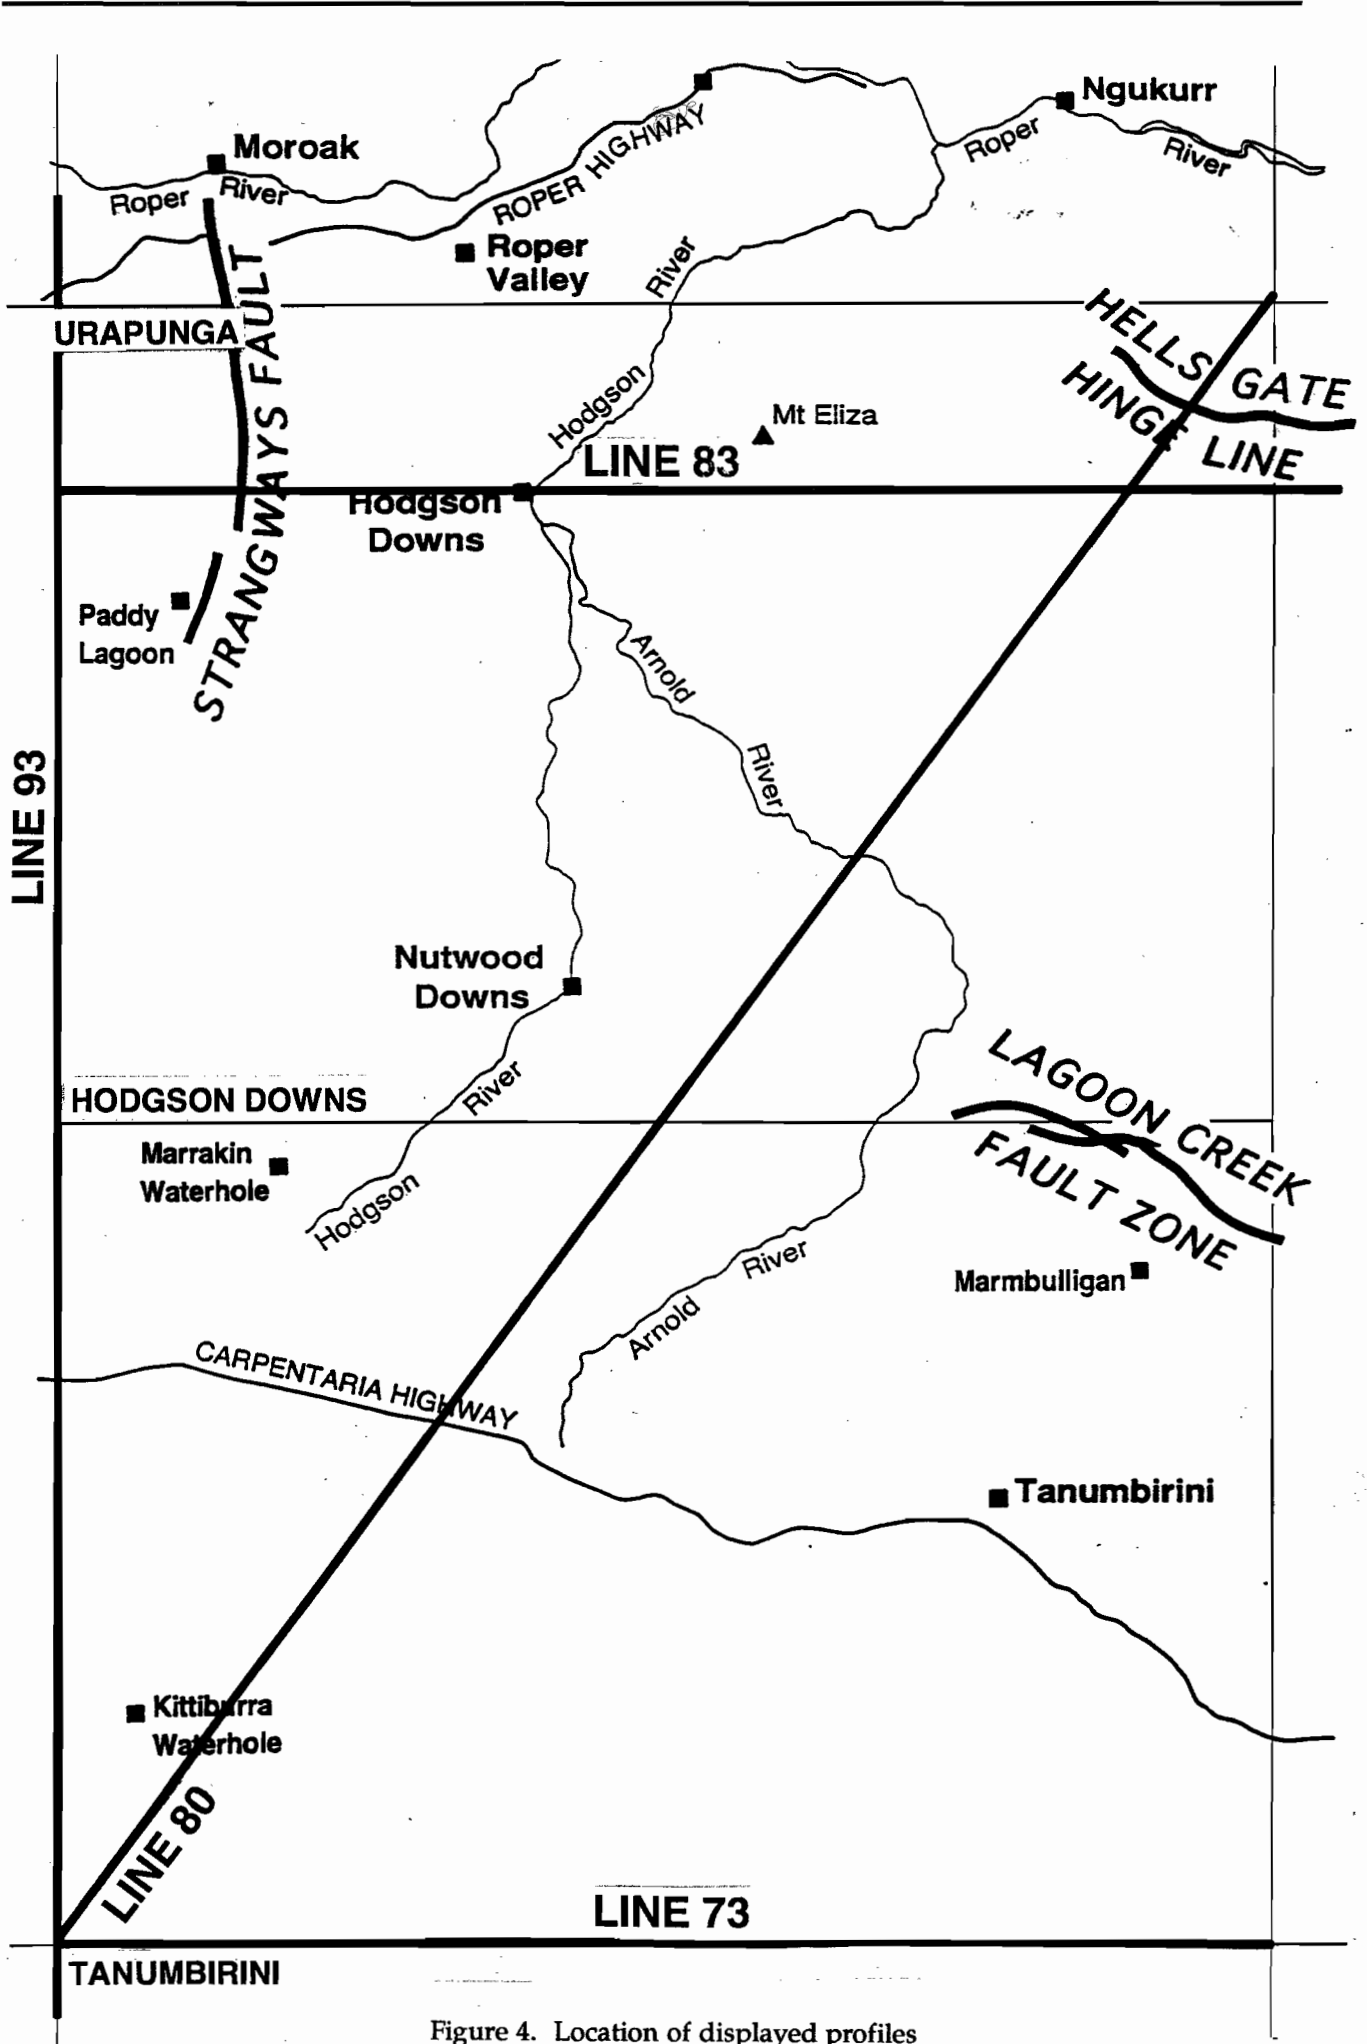 Ngukurr
Moroak
Roper River
ROPER HIGHWAY
Roper River
Roper
Valley
River
URAPUNGA
STRANGWAYS FAULT
HELLS GATE
HINGE LINE
Hodgson
Mt Eliza
LINE 83
Hodgson
Downs
Paddy
Lagoon
Arnold
River
LINE 93
Nutwood
Downs
River
HODGSON DOWNS
LAGOON CREEK
FAULT ZONE
Marrakin
Waterhole
Hodgson
River
Marmbulligan
Arnold
CARPENTARIA HIGHWAY
Tanumbirini
Kittiburra
Waterhole
LINE 80
LINE 73
TANUMBIRINI
Figure 4. Location of displayed profiles